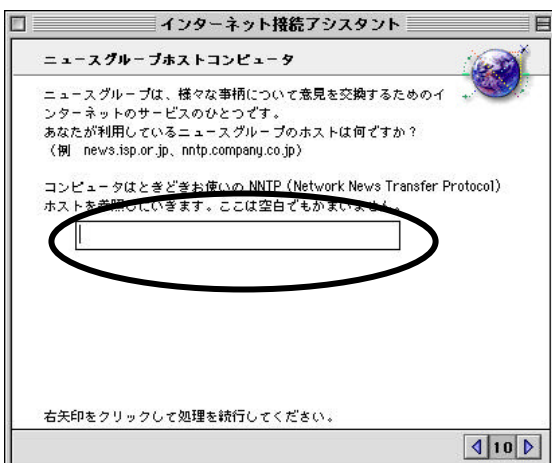 インターネット接続アシスタント
ニュースグループホストコンピュータ
ニュースグループは、様々な事柄について意見を交換するためのイ
ンターネットのサービスのひとつです。
あなたが利用しているニュースグループのホストは何ですか？
（例 news.isp.or.jp、nntp.company.co.jp）
コンピュータはときどきお使いの NNTP（Network News Transfer Protocol）
ホストを参照しにいきます。ここは空白でもかまいません。
右矢印をクリックして処理を続行してください。
10